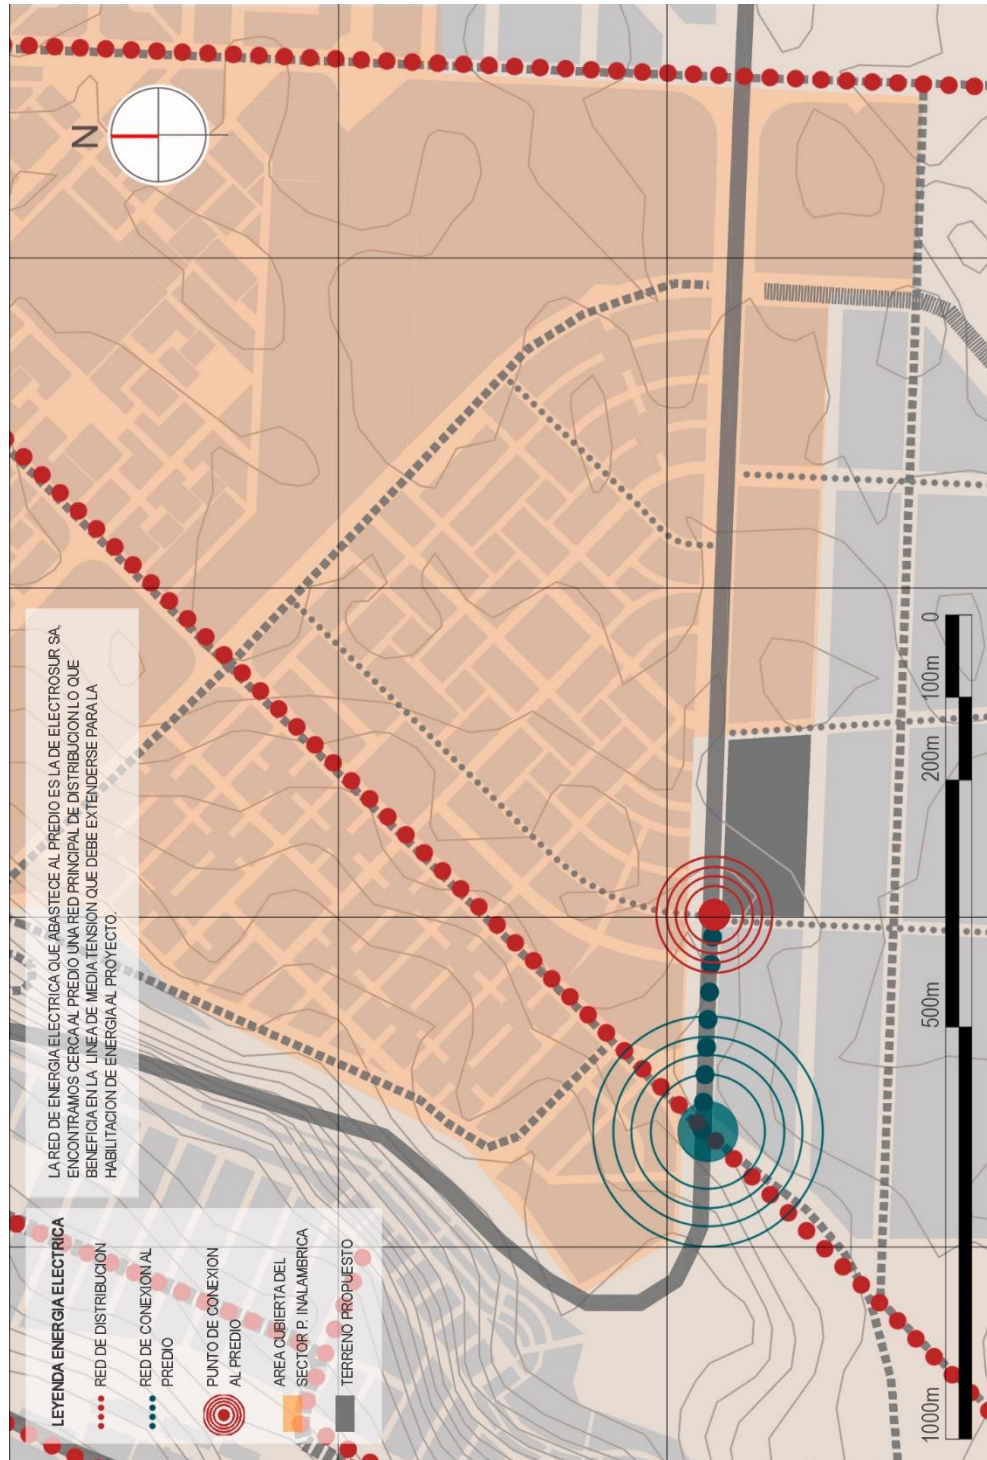 N
LA RED DE ENERGIA ELECTRICA QUE ABASTECE AL PREDIO ES LA DE ELECTROSUR SA,
ENCONTRAMOS CERCA AL PREDIO UNA RED PRINCIPAL DE DISTRIBUCION LO QUE
BENEFICIA EN LA LINEA DE MEDIA TENSION QUE DEBE EXTENDERSE PARA LA
HABILITACION DE ENERGIA AL PROYECTO.
LEYENDA ENERGIA ELECTRICA
RED DE DISTRIBUCION
RED DE CONEXION AL
PREDIO
PUNTO DE CONEXION
AL PREDIO
AREA CUBIERTA DEL
SECTOR P. INALAMBRICA
TERRENO PROPUESTO
1000m
500m
200m
100m
0